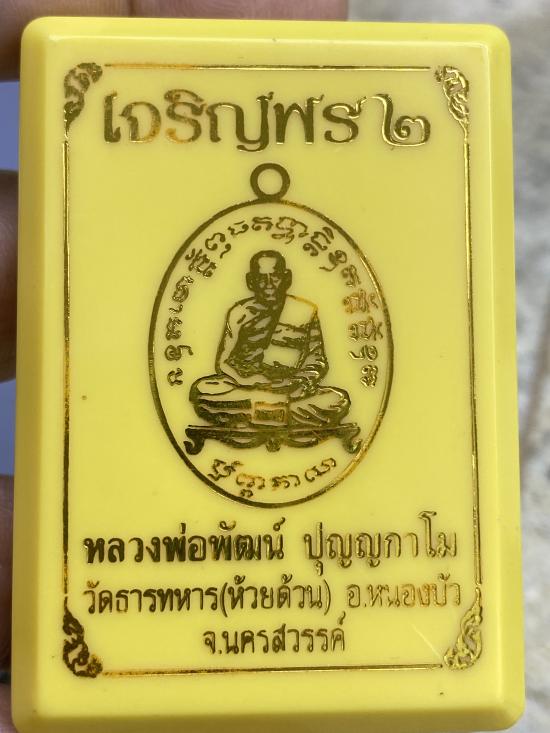 เจริญพร ๒
หลวงพ่อพัฒน์ ปุญญกาโม
วัดธารทหาร(ห้วยด้วน) อ.หนองบัว
จ.นครสวรรค์